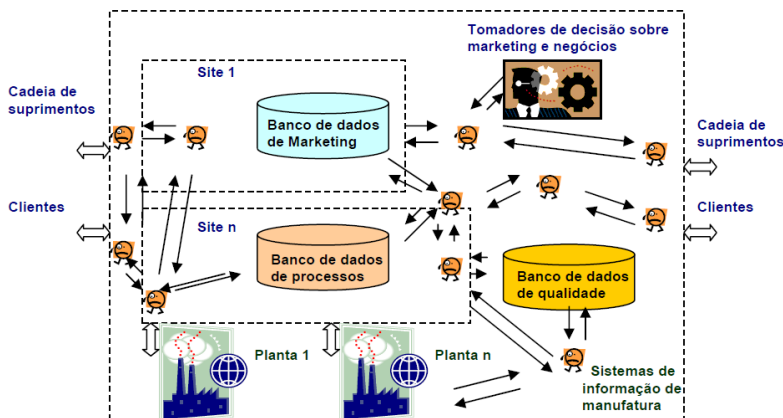 Tomadores de decisão sobre
marketing e negócios
Site 1
Cadeia de
suprimentos
Banco de dados
de Marketing
Cadeia de
suprimentos
Clientes
Site n
Clientes
Banco de dados
de processos
Banco de dados
de qualidade
Planta 1
Planta n
Sistemas de
informação de
manufatura